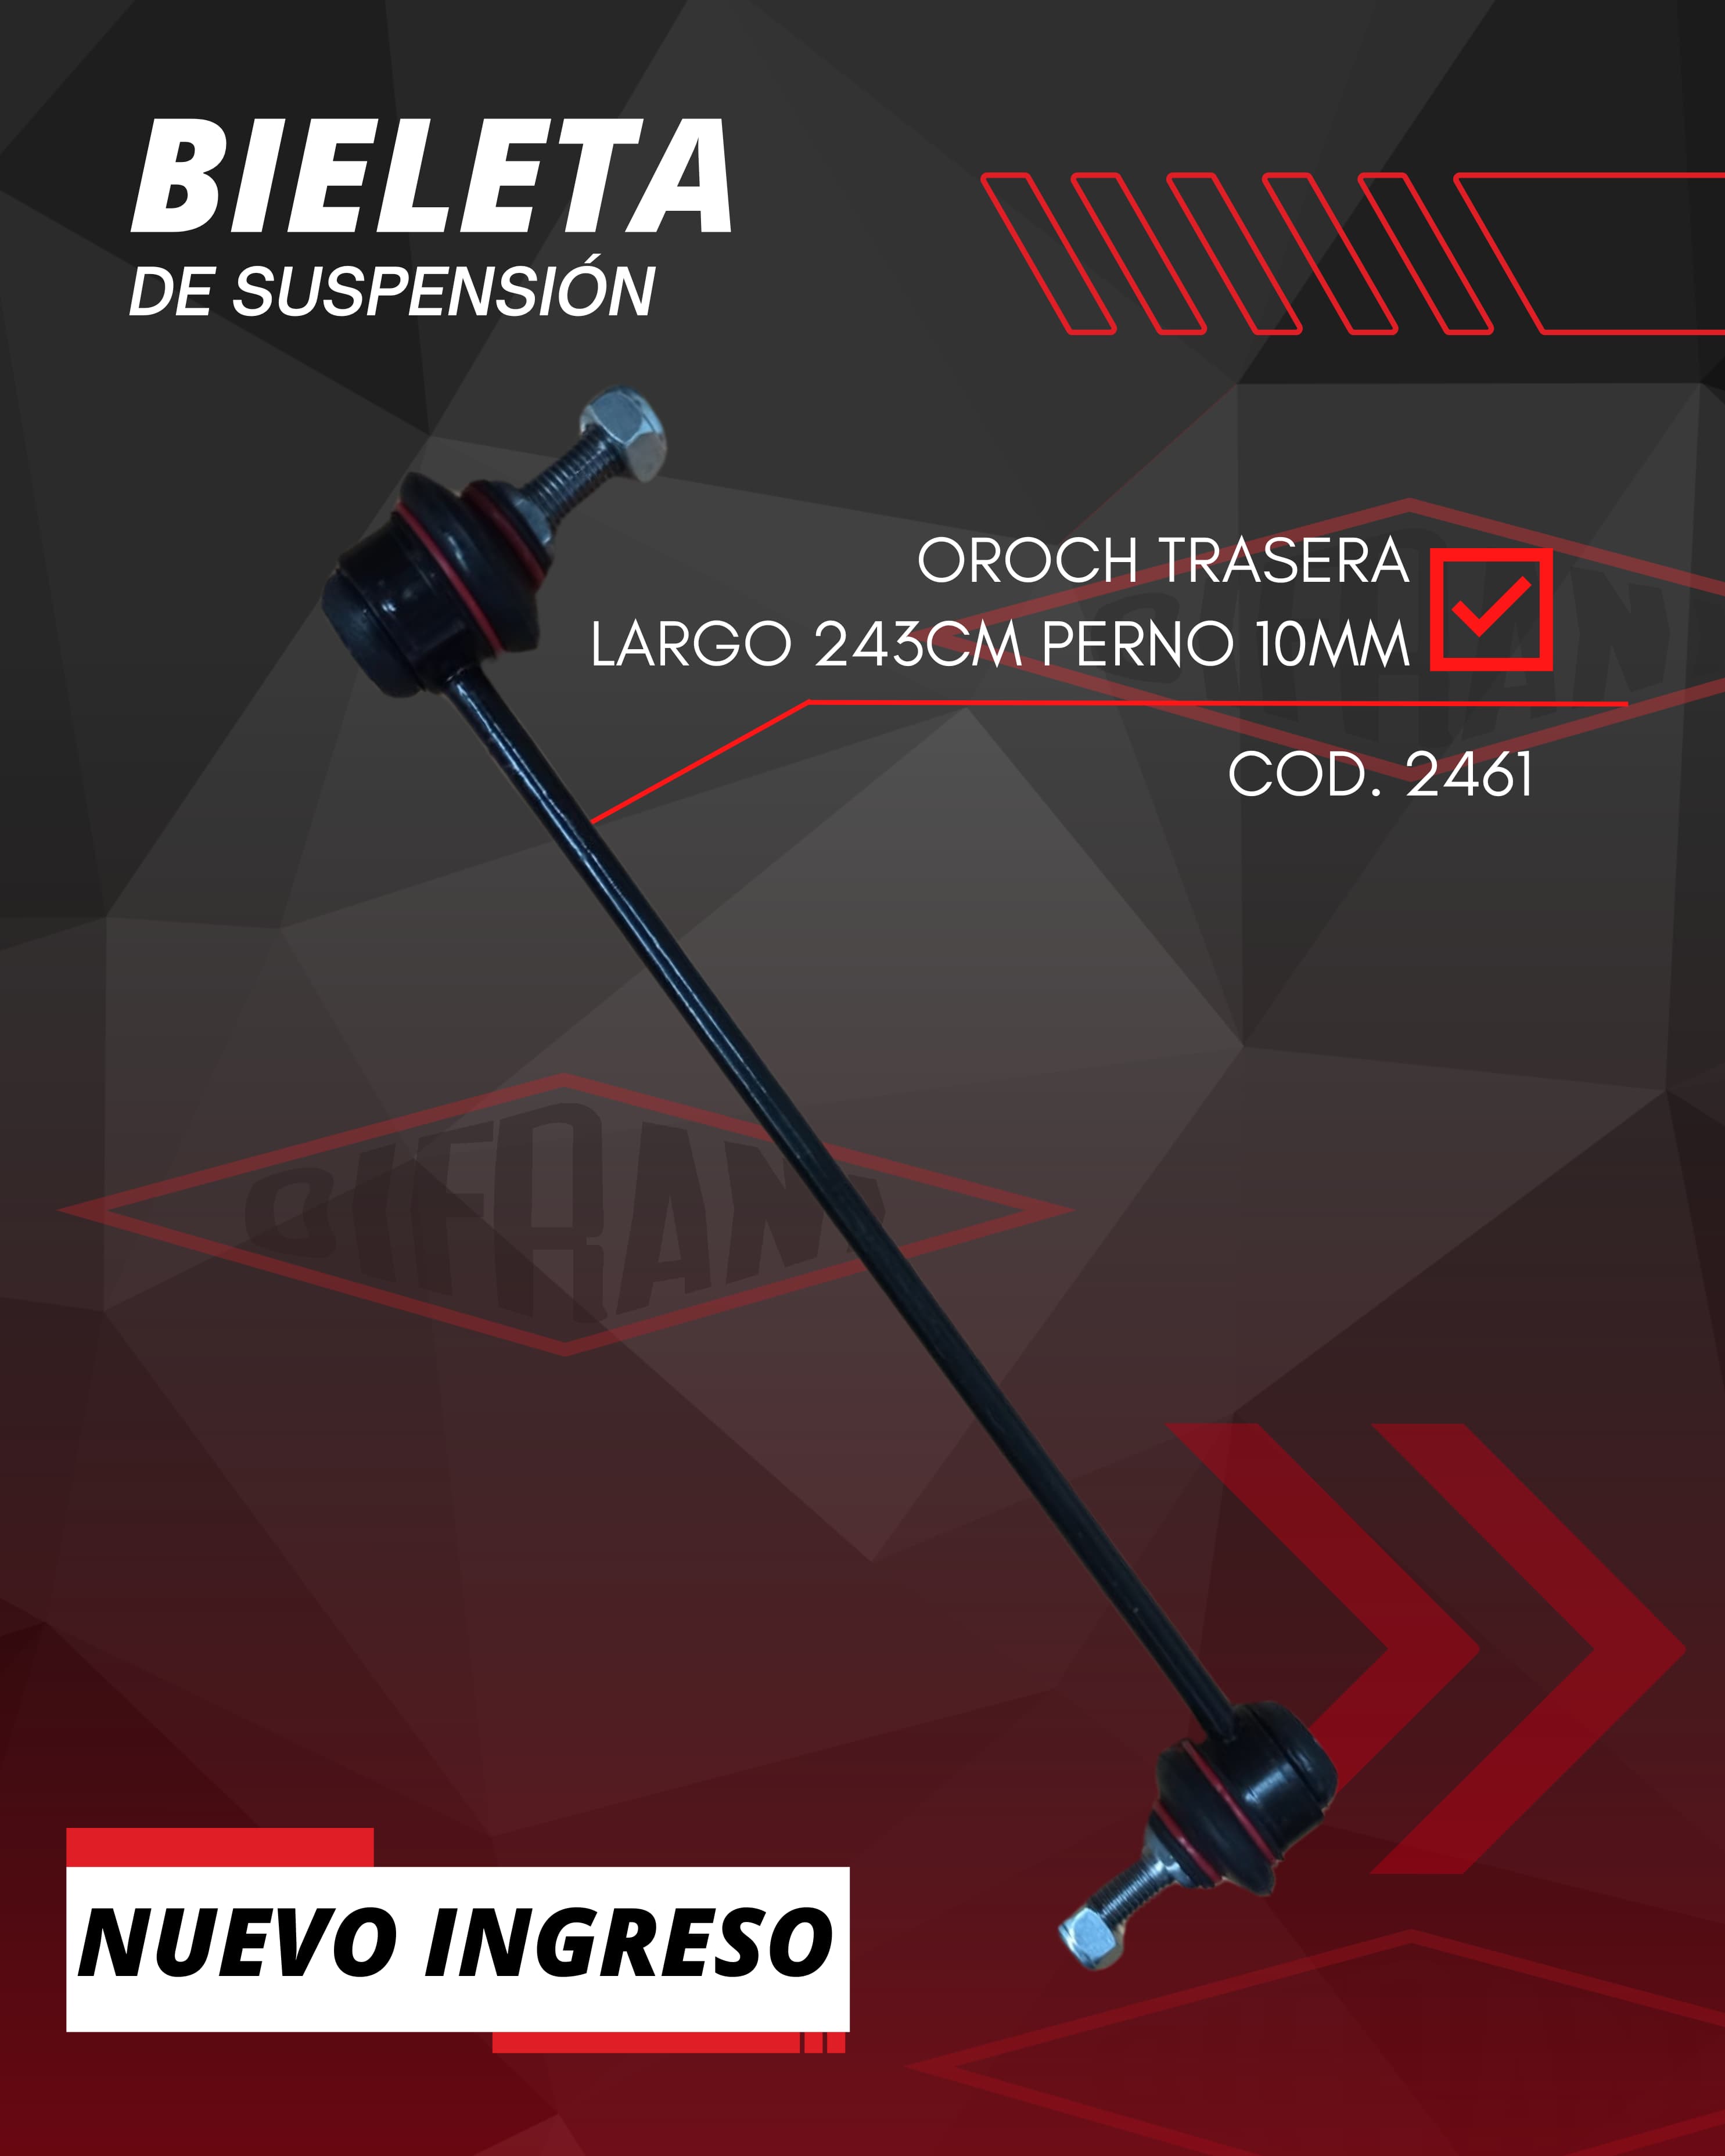 BIELETA
DE SUSPENSIÓN
OROCH TRASERA
LARGO 243CM PERNO 10MM
COD. 2461
NUEVO INGRESO